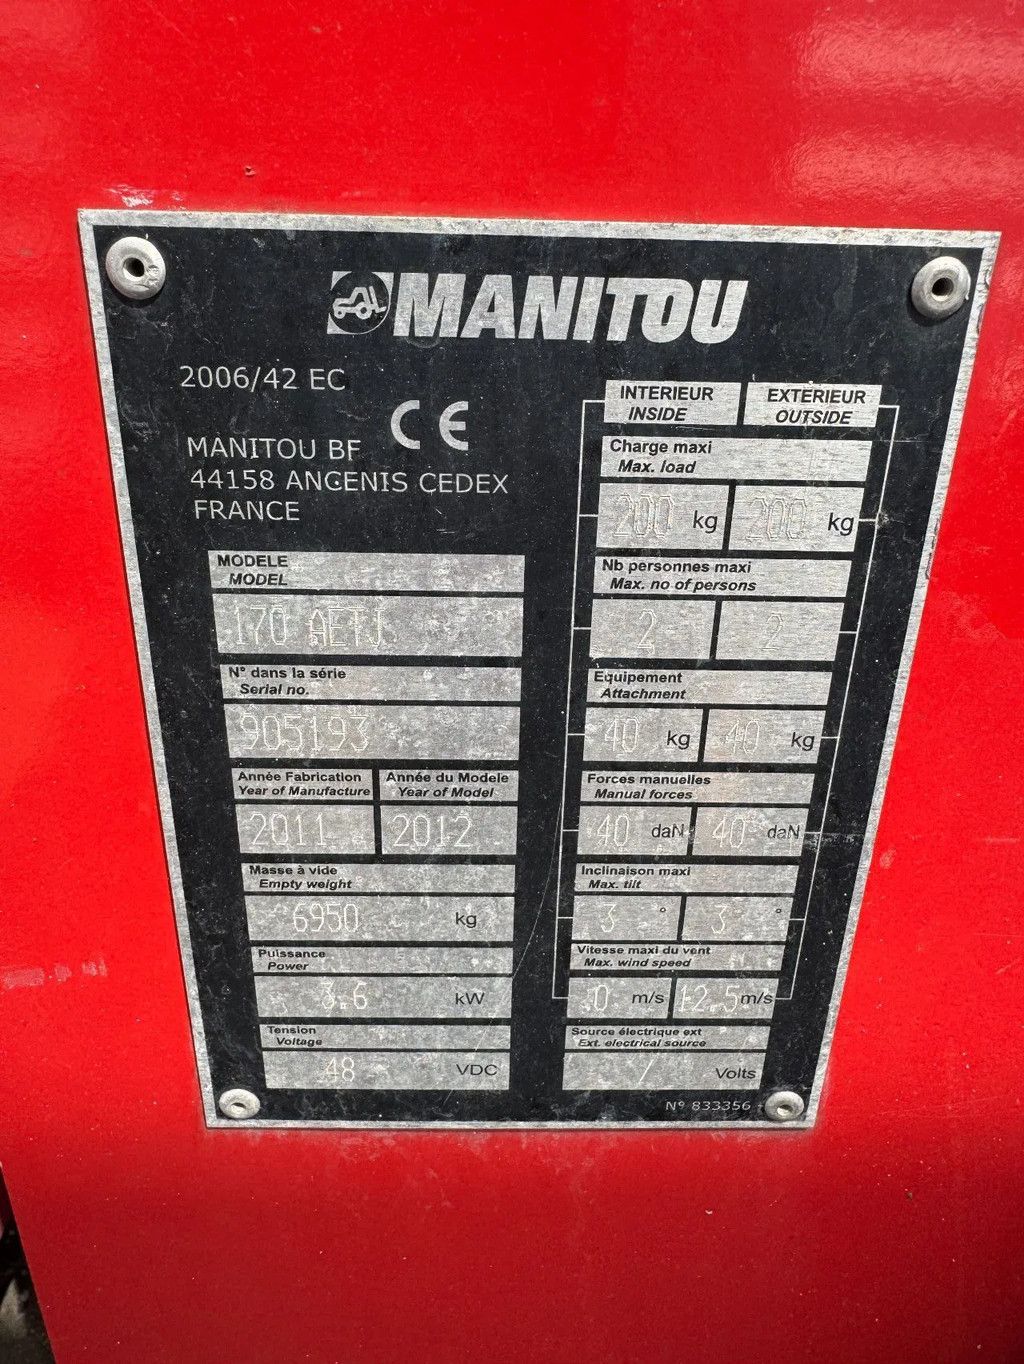 MANITOU
2006/42 EC
CE
MANITOU BF
44158 ANCENIS CEDEX
FRANCE
MODELE
MODEL
170 AETJ
N° dans la série
Serial no.
905193
Année Fabrication Année du Modele
Year of Manufacture Year of Model
2011 2012
Masse à vide
Empty weight
6950 kg
Puissance
Power
3.6 kW
Tension
Voltage
48 VDC
INTERIEUR EXTERIEUR
INSIDE OUTSIDE
Charge maxi
Max. load
200 kg 200 kg
Nb personnes maxi
Max. no of persons
2 2
Equipement
Attachment
40 kg 40 kg
Forces manuelles
Manual forces
40 daN 40 daN
Inclinaison maxi
Max. tilt
3 ° 3 °
Vitesse maxi du vent
Max. wind speed
0 m/s 12.5 m/s
Source électrique ext
Ext. electrical source
/ Volts
Nº 833356